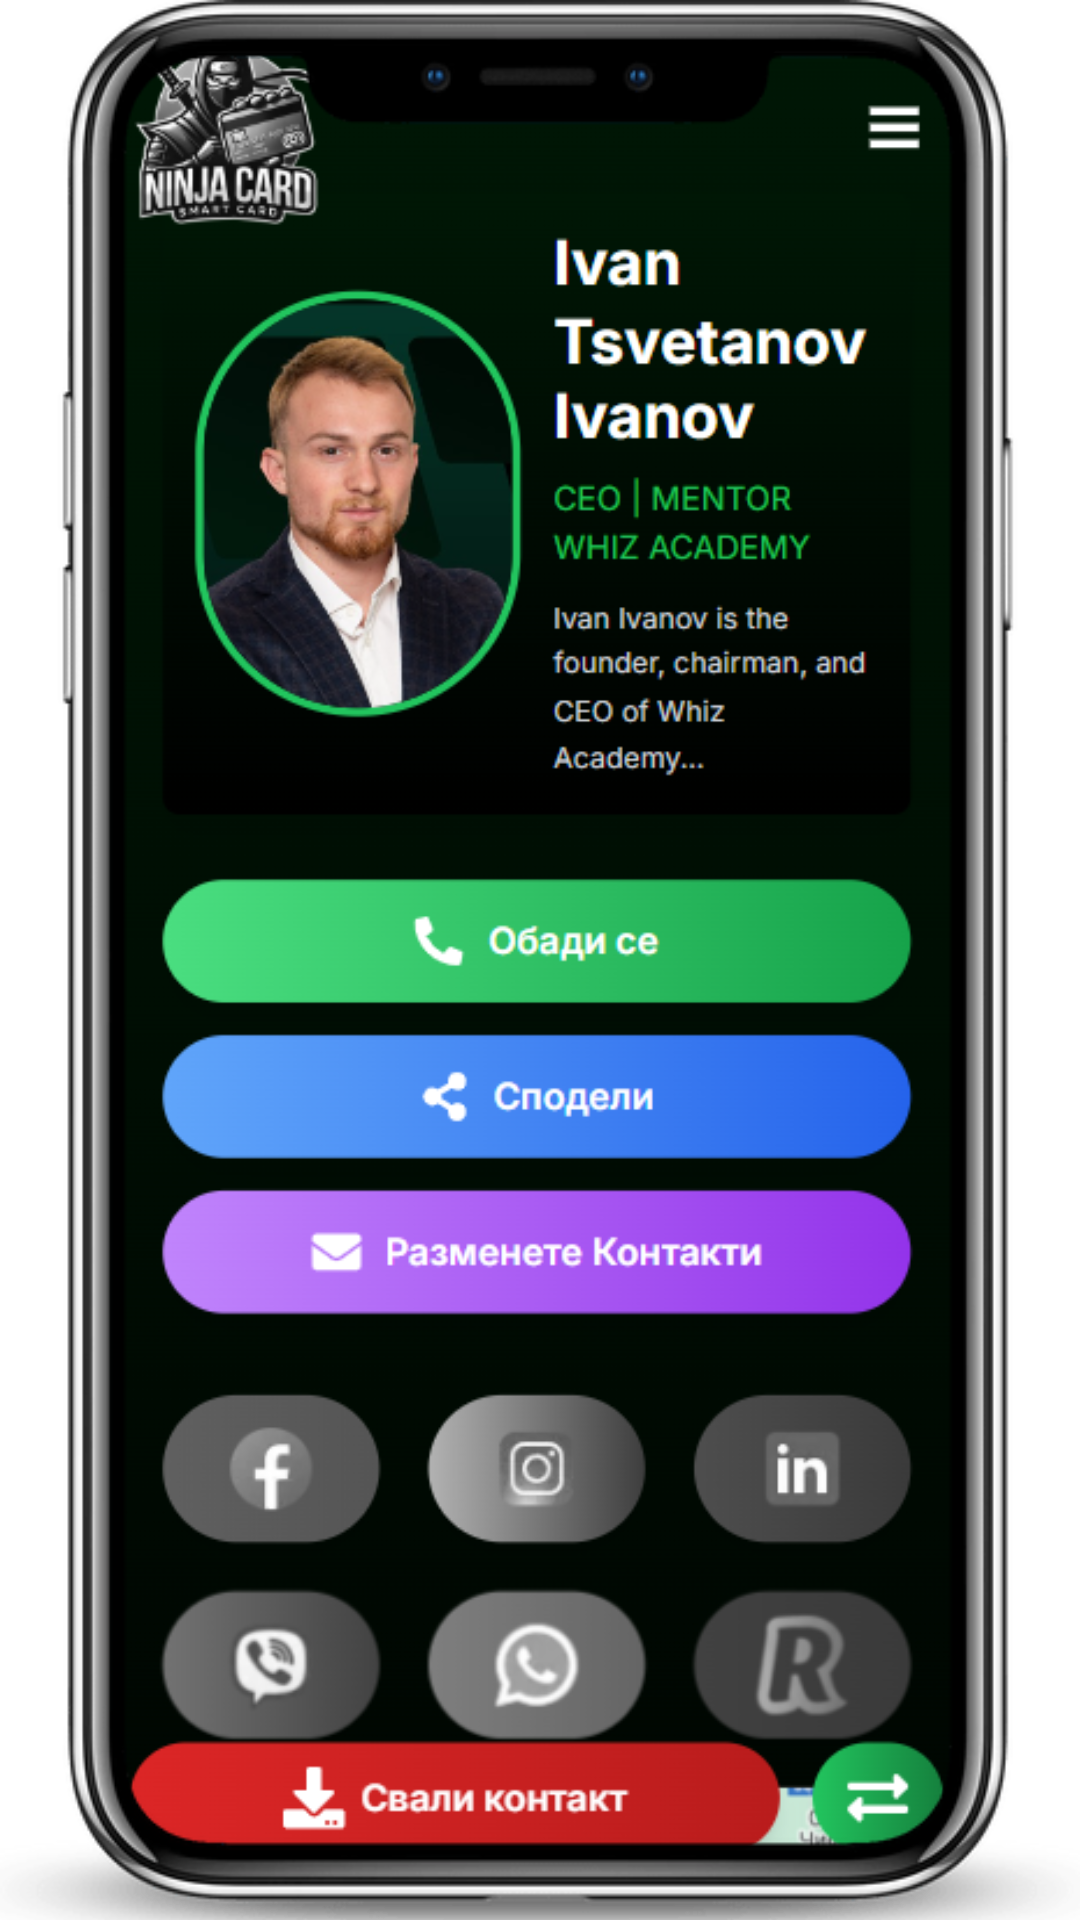 NINJA CARD
SMART CARD
Ivan
Tsvetanov
Ivanov
CEO | MENTOR
WHIZ ACADEMY
Ivan Ivanov is the
founder, chairman, and
CEO of Whiz
Academy...
Обади се
Сподели
Разменете Контакти
f
in
R
Свали контакт